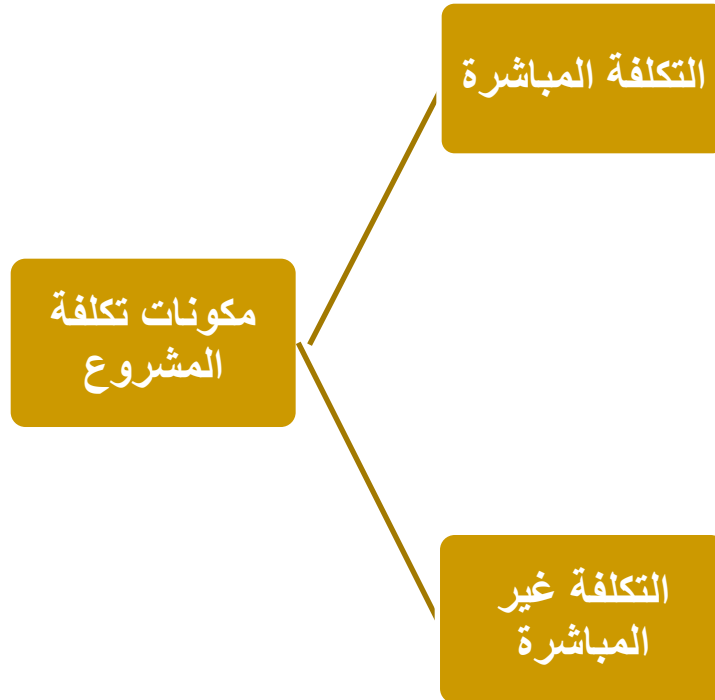 التكلفة المباشرة
مكونات تكلفة
المشروع
التكلفة غير
المباشرة